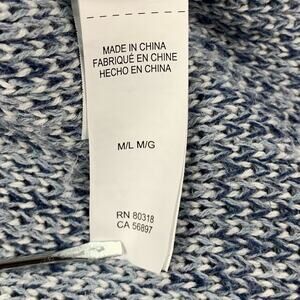 MADE IN CHINA
FABRIQUÉ EN CHINE
HECHO EN CHINA
M/L M/G
RN 80318
CA 56897